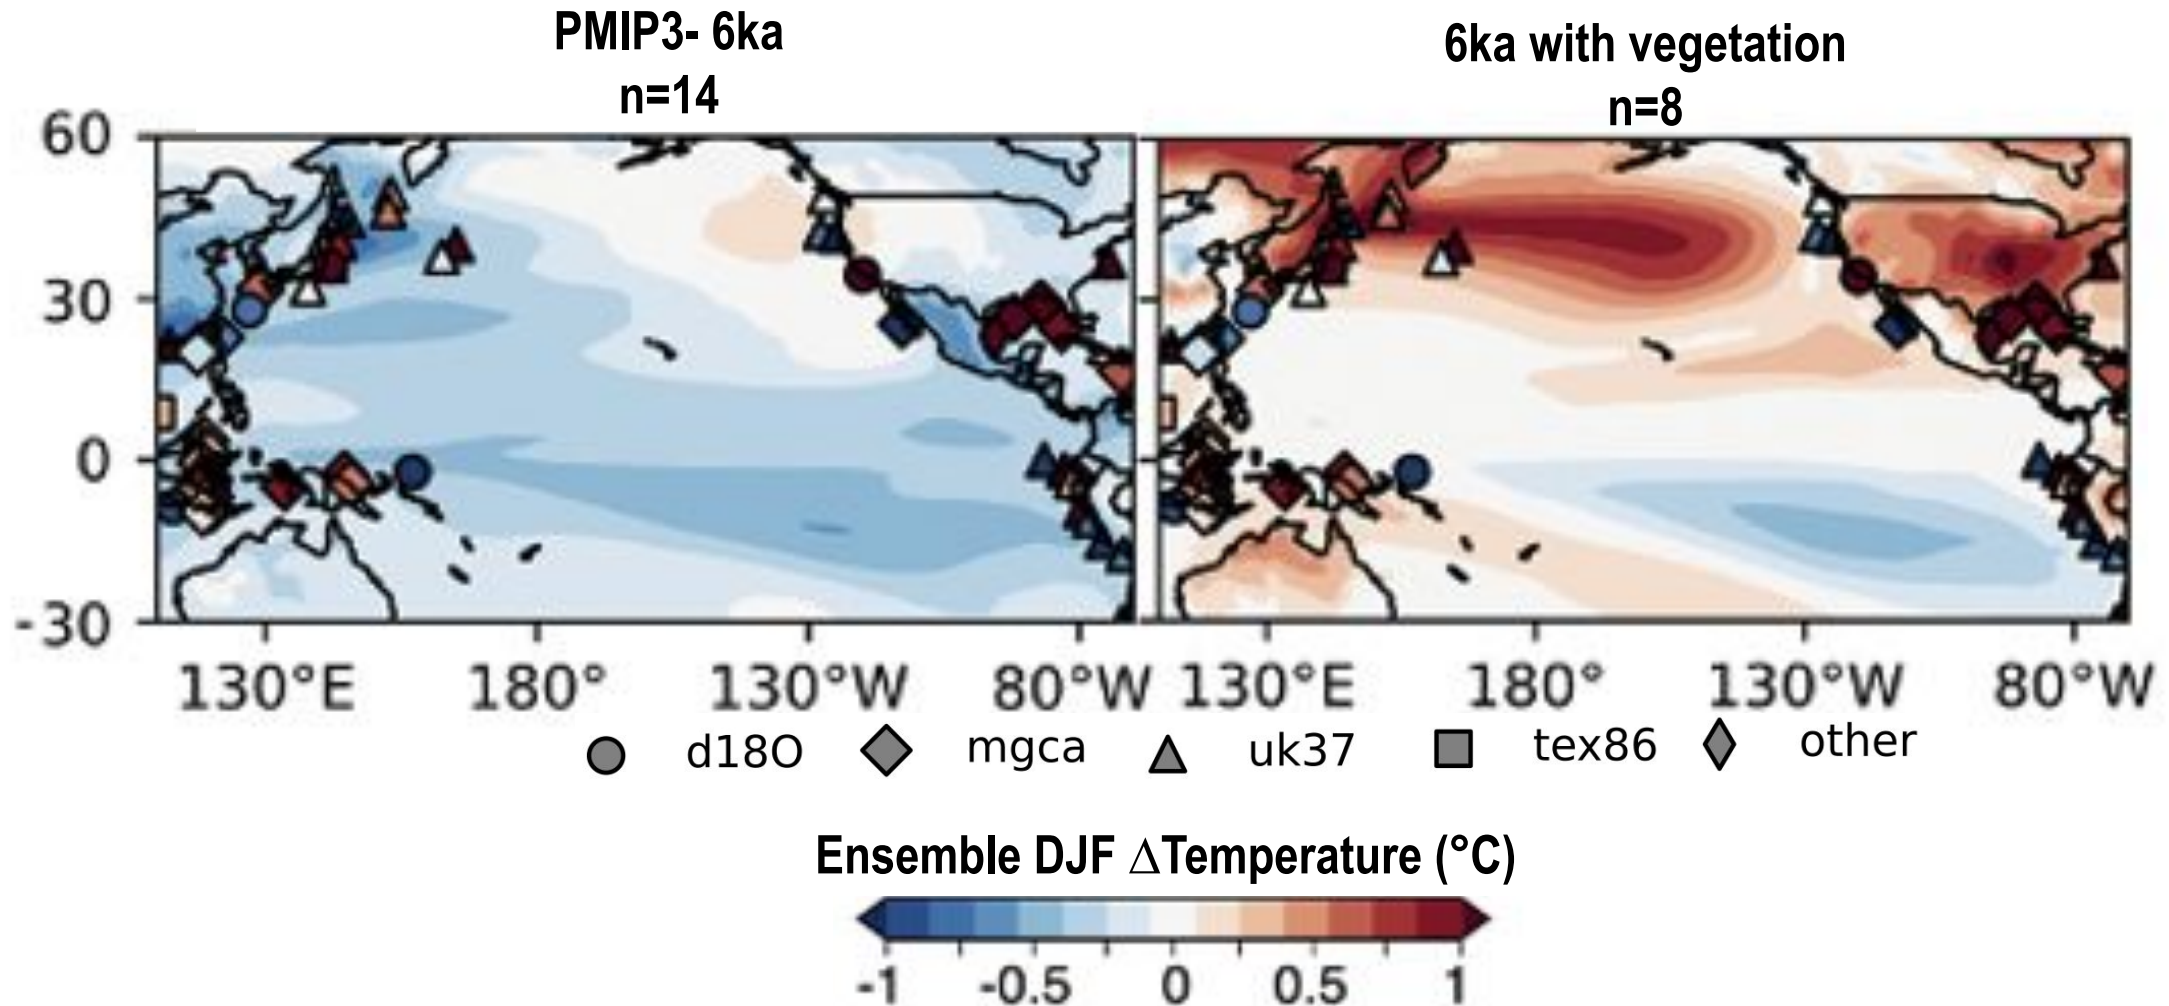 PMIP3- 6ka
n=14
6ka with vegetation
n=8
60
30
0
-30
130°E 180° 130°W 80°W 130°E 180° 130°W 80°W
d18O mgca uk37 tex86 other
Ensemble DJF ΔTemperature (°C)
-1 -0.5 0 0.5 1